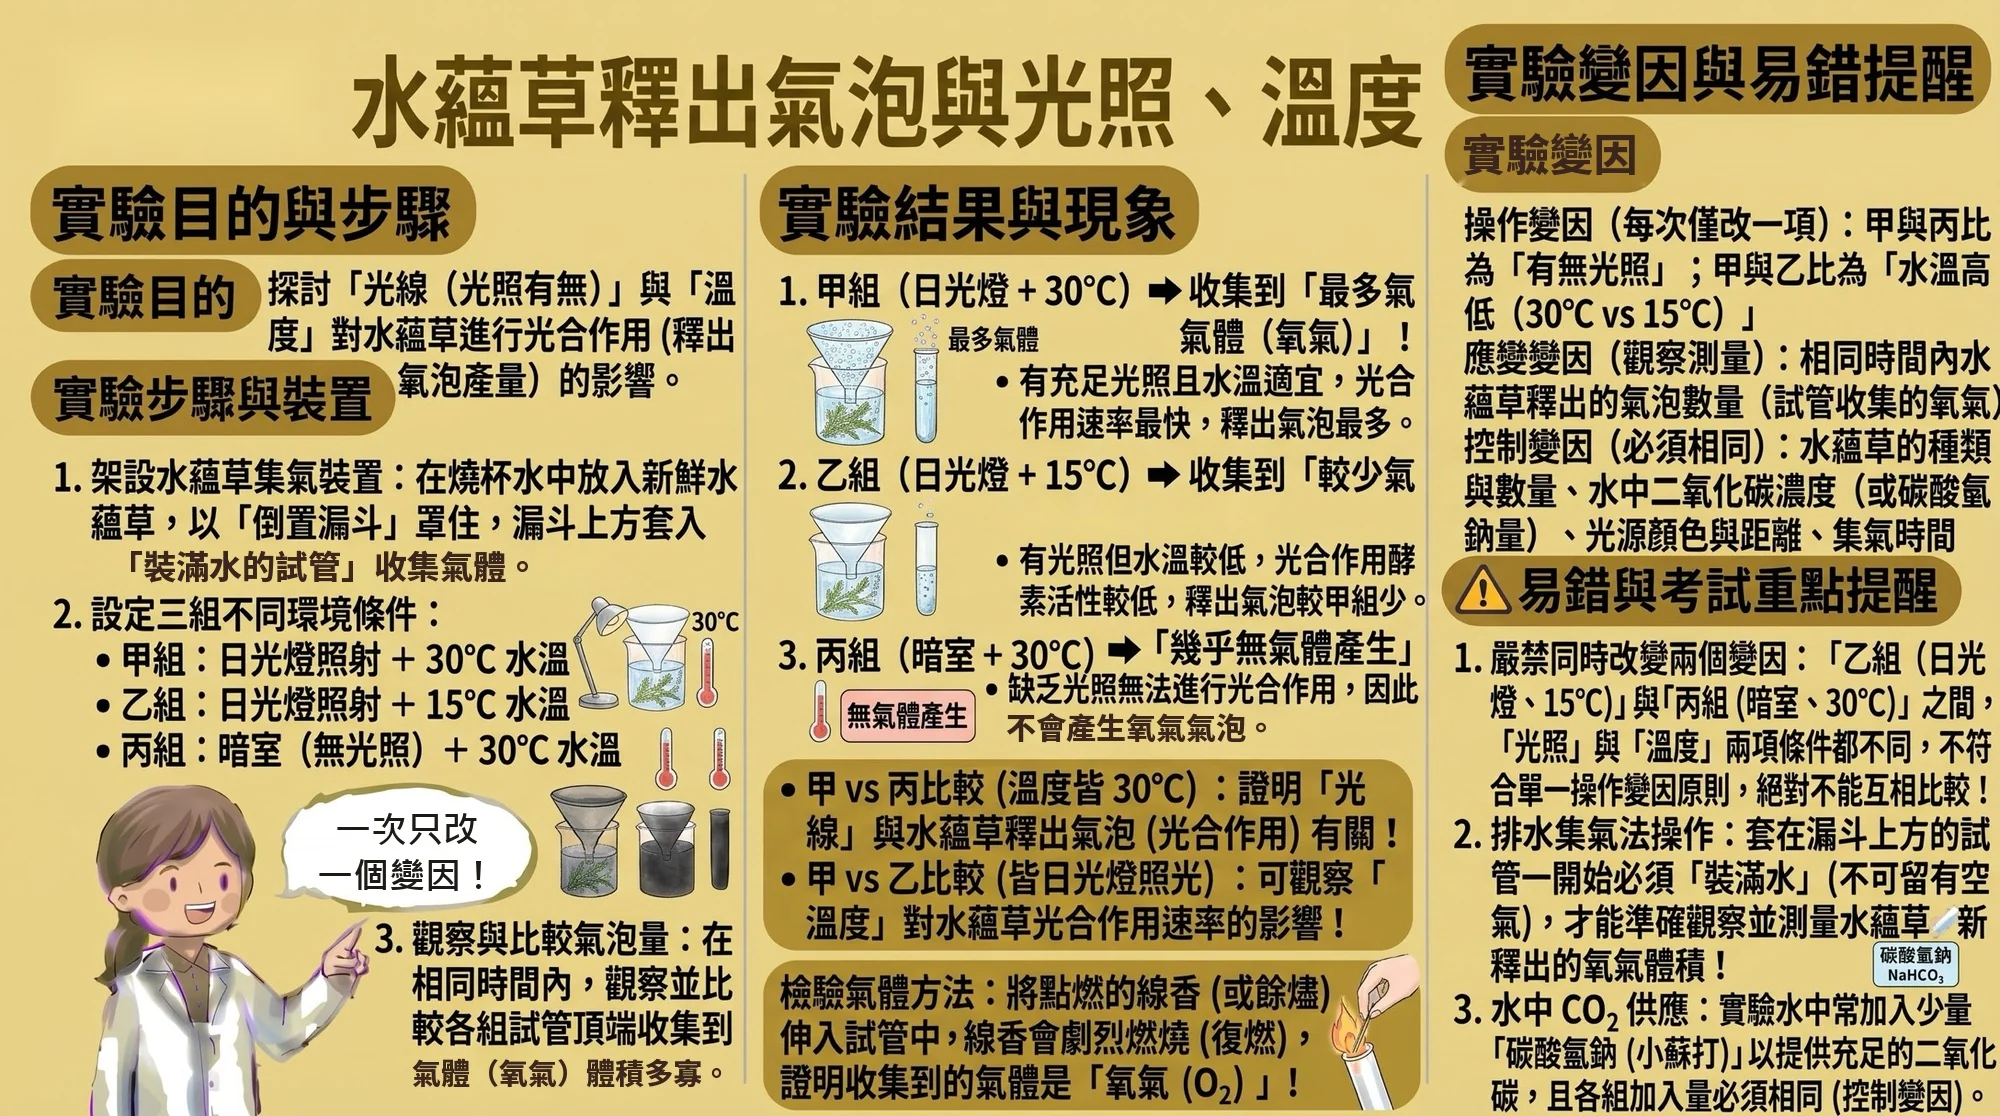 水蘊草釋出氣泡與光照、溫度
實驗目的與步驟
實驗目的
探討「光線（光照有無）」與「溫
度」對水蘊草進行光合作用 (釋出
氣泡產量）的影響。
實驗步驟與裝置
1. 架設水蘊草集氣裝置：在燒杯水中放入新鮮水
蘊草，以「倒置漏斗」罩住，漏斗上方套入
「裝滿水的試管」收集氣體。
2. 設定三組不同環境條件：
• 甲組：日光燈照射 + 30°C 水溫
• 乙組：日光燈照射 + 15°C 水溫
• 丙組：暗室（無光照）+ 30°C 水溫
30°C
一次只改
一個變因！
3. 觀察與比較氣泡量：在
相同時間內，觀察並比
較各組試管頂端收集到
氣體（氧氣）體積多寡。
實驗結果與現象
1. 甲組（日光燈 + 30°C）➡ 收集到「最多氣
氣體（氧氣）」！
最多氣體
• 有充足光照且水溫適宜，光合
作用速率最快，釋出氣泡最多。
2. 乙組（日光燈 + 15°C）➡ 收集到「較少氣
• 有光照但水溫較低，光合作用酵
素活性較低，釋出氣泡較甲組少。
3. 丙組（暗室 + 30°C）➡「幾乎無氣體產生」
無氣體產生
• 缺乏光照無法進行光合作用，因此
不會產生氧氣氣泡。
• 甲 vs 丙比較 (溫度皆 30°C) ：證明「光
線」與水蘊草釋出氣泡 (光合作用) 有關！
• 甲 vs 乙比較 (皆日光燈照光) ：可觀察「
溫度」對水蘊草光合作用速率的影響！
檢驗氣體方法：將點燃的線香 (或餘燼)
伸入試管中，線香會劇烈燃燒 (復燃)，
證明收集到的氣體是「氧氣 (O₂) 」！
實驗變因與易錯提醒
實驗變因
操作變因（每次僅改一項）：甲與丙比
為「有無光照」；甲與乙比為「水溫高
低（30°C vs 15°C）」
應變變因（觀察測量）：相同時間內水
蘊草釋出的氣泡數量（試管收集的氧氣）
控制變因（必須相同）：水蘊草的種類
與數量、水中二氧化碳濃度（或碳酸氫
鈉量）、光源顏色與距離、集氣時間
易錯與考試重點提醒
1. 嚴禁同時改變兩個變因：「乙組 (日光
燈、15°C)」與「丙組 (暗室、30°C)」之間，
「光照」與「溫度」兩項條件都不同，不符
合單一操作變因原則，絕對不能互相比較！
2. 排水集氣法操作：套在漏斗上方的試
管一開始必須「裝滿水」(不可留有空
氣)，才能準確觀察並測量水蘊草 新
釋出的氧氣體積！
碳酸氫鈉
NaHCO₃
3. 水中 CO₂ 供應：實驗水中常加入少量
「碳酸氫鈉 (小蘇打)」以提供充足的二氧化
碳，且各組加入量必須相同 (控制變因)。